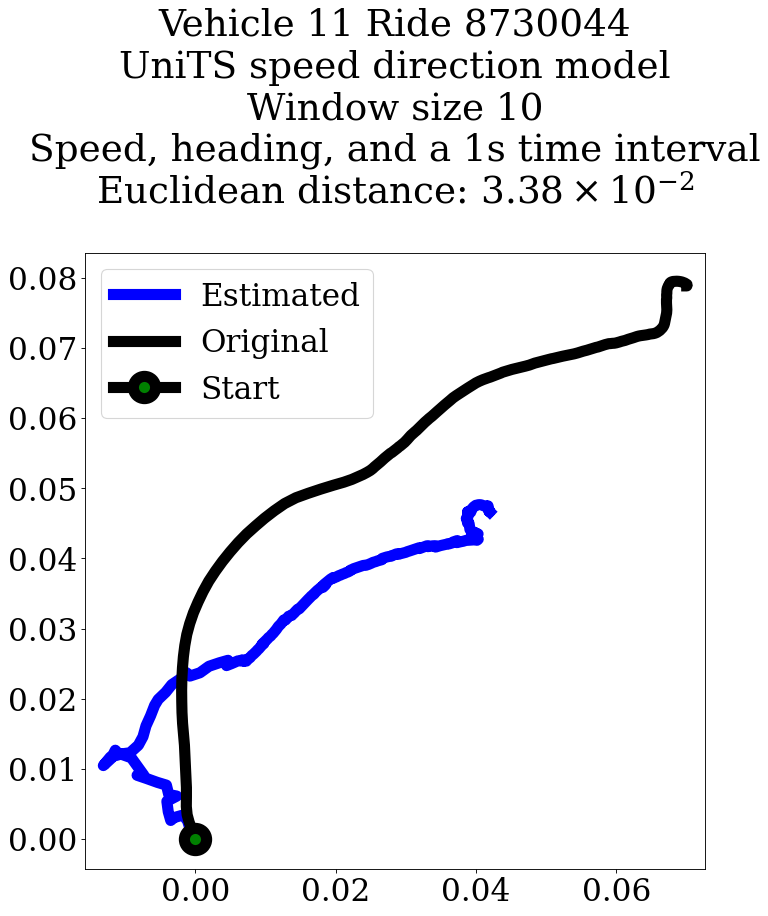 Vehicle 11 Ride 8730044
UniTS speed direction model
Window size 10
Speed, heading, and a 1s time interval
Euclidean distance: 3.38 × 10⁻²
Estimated
Original
Start
0.08
0.07
0.06
0.05
0.04
0.03
0.02
0.01
0.00
0.00 0.02 0.04 0.06